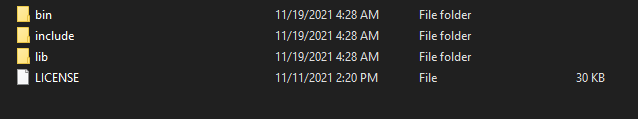 bin 11/19/2021 4:28 AM File folder
include 11/19/2021 4:28 AM File folder
lib 11/19/2021 4:28 AM File folder
LICENSE 11/11/2021 2:20 PM File 30 KB